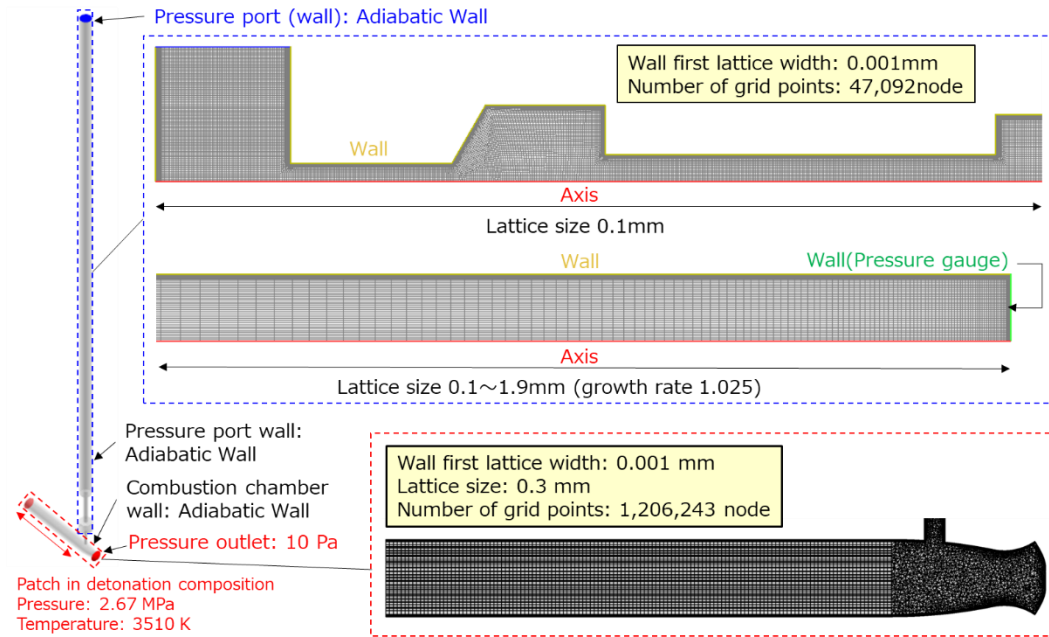 Pressure port (wall): Adiabatic Wall
Wall first lattice width: 0.001mm
Number of grid points: 47,092node
Wall
Axis
Lattice size 0.1mm
Wall
Wall(Pressure gauge)
Axis
Lattice size 0.1～1.9mm (growth rate 1.025)
Pressure port wall:
Adiabatic Wall
Combustion chamber
wall: Adiabatic Wall
Pressure outlet: 10 Pa
Patch in detonation composition
Pressure: 2.67 MPa
Temperature: 3510 K
Wall first lattice width: 0.001 mm
Lattice size: 0.3 mm
Number of grid points: 1,206,243 node